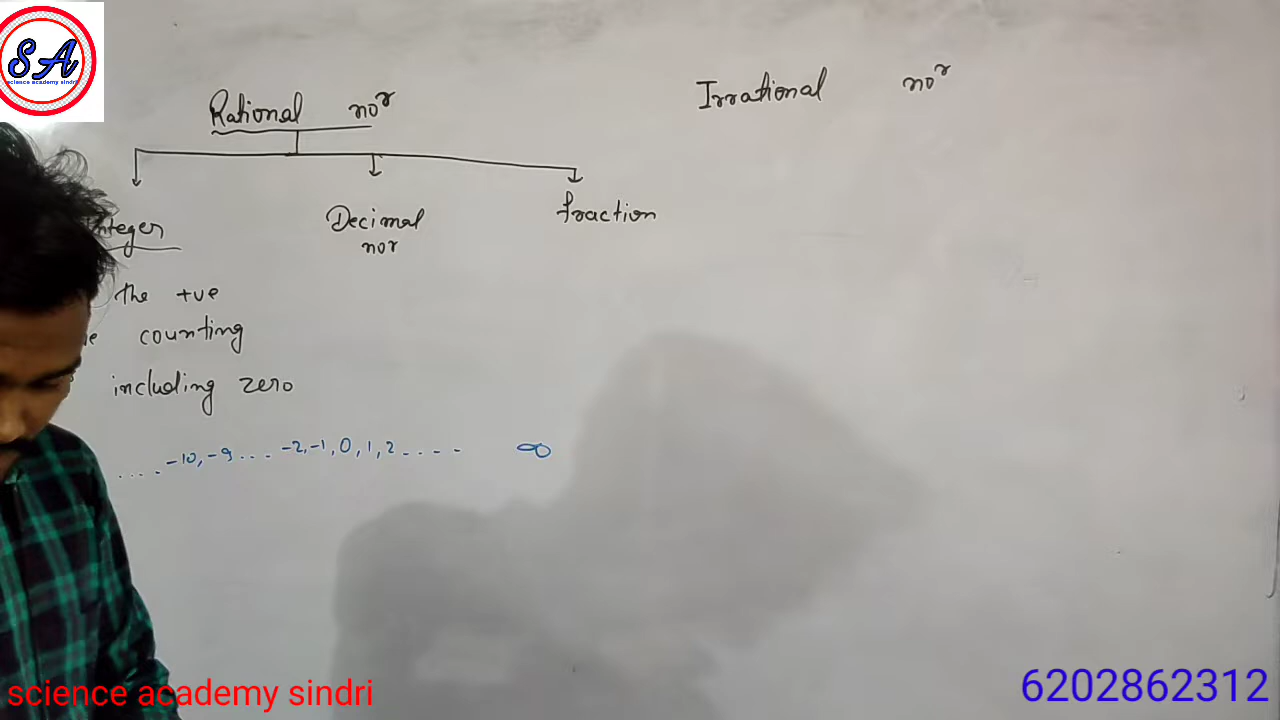 SA
science academy sindri
Rational no^r
Irrational no^r
Integer
Decimal
nor
fraction
the +ve
counting
including zero
.... -10, -9 ... -2, -1, 0, 1, 2 .... ∞
science academy sindri
6202862312